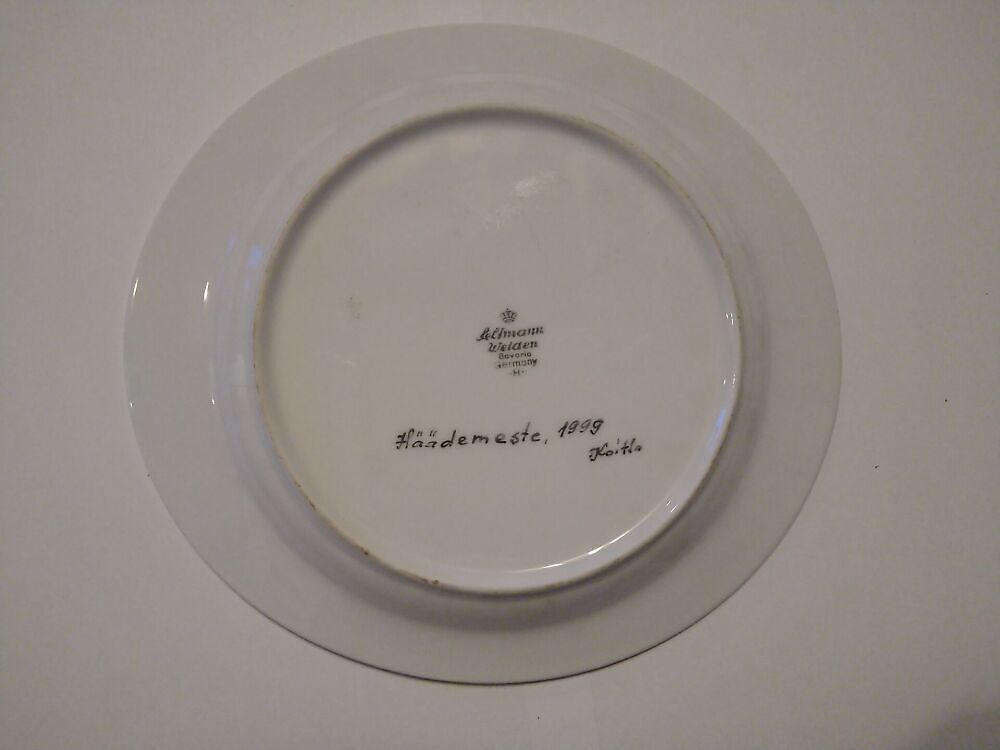 Seltmann
Weiden
Bavaria
Germany
-H-
Häädemeste, 1999
Koitla